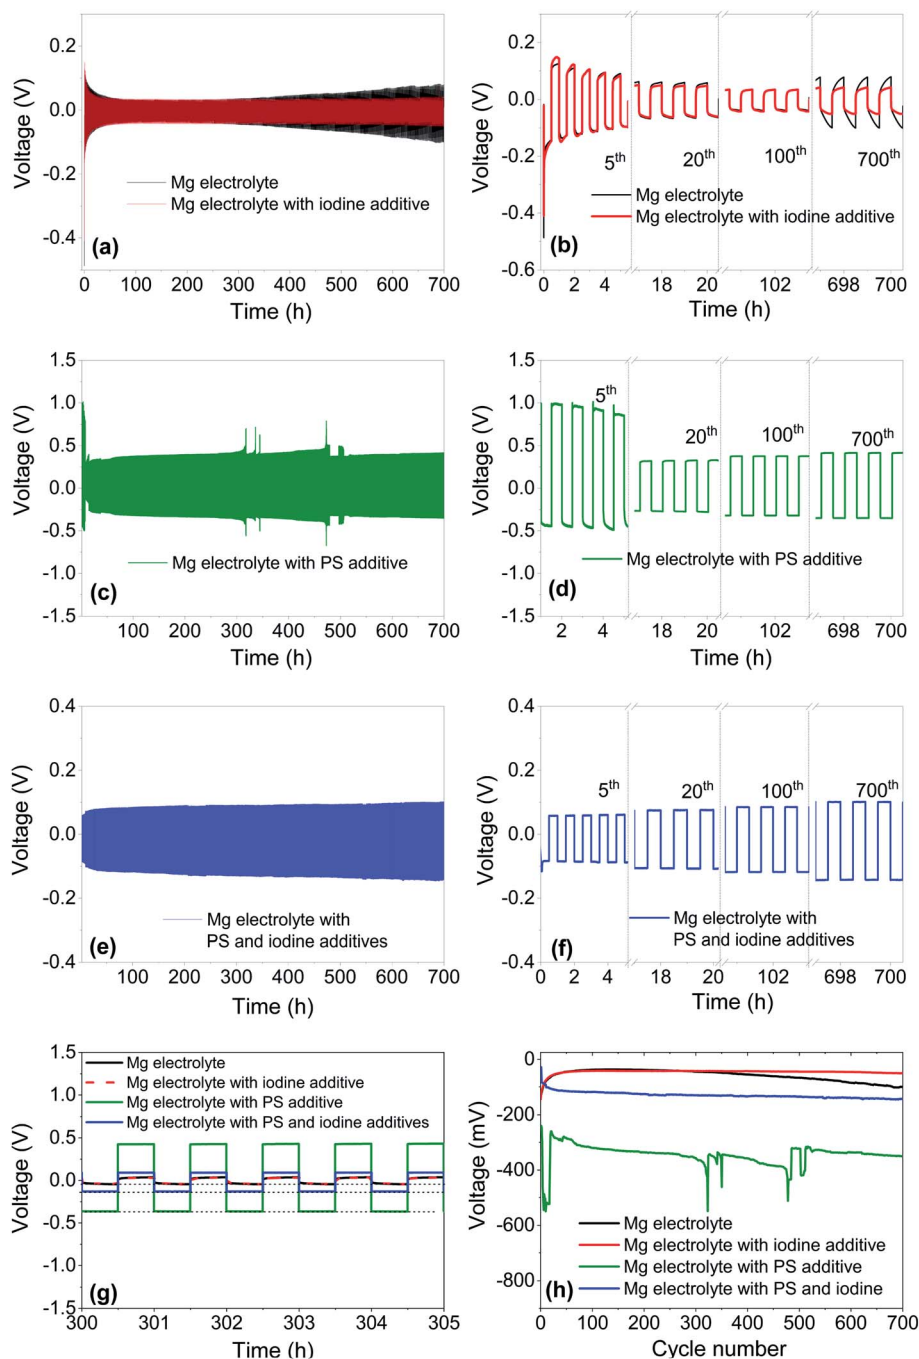 0.2
0.0
-0.2
-0.4
Voltage (V)
Mg electrolyte
Mg electrolyte with iodine additive
(a)
0 100 200 300 400 500 600 700
Time (h)
0.2
0.0
-0.2
-0.4
-0.6
Voltage (V)
5th 20th 100th 700th
Mg electrolyte
Mg electrolyte with iodine additive
(b)
0 2 4 18 20 102 698 700
Time (h)
1.5
1.0
0.5
0.0
-0.5
-1.0
-1.5
Voltage (V)
Mg electrolyte with PS additive
(c)
100 200 300 400 500 600 700
Time (h)
1.5
1.0
0.5
0.0
-0.5
-1.0
-1.5
Voltage (V)
5th 20th 100th 700th
Mg electrolyte with PS additive
(d)
2 4 18 20 102 698 700
Time (h)
0.4
0.2
0.0
-0.2
-0.4
Voltage (V)
Mg electrolyte with
PS and iodine additives
(e)
100 200 300 400 500 600 700
Time (h)
0.4
0.2
0.0
-0.2
-0.4
Voltage (V)
5th 20th 100th 700th
Mg electrolyte with
PS and iodine additives
(f)
0 2 4 18 20 102 698 700
Time (h)
1.5
1.0
0.5
0.0
-0.5
-1.0
-1.5
Voltage (V)
Mg electrolyte
Mg electrolyte with iodine additive
Mg electrolyte with PS additive
Mg electrolyte with PS and iodine additives
(g)
300 301 302 303 304 305
Time (h)
0
-200
-400
-600
-800
Voltage (mV)
Mg electrolyte
Mg electrolyte with iodine additive
Mg electrolyte with PS additive
Mg electrolyte with PS and iodine
(h)
0 100 200 300 400 500 600 700
Cycle number